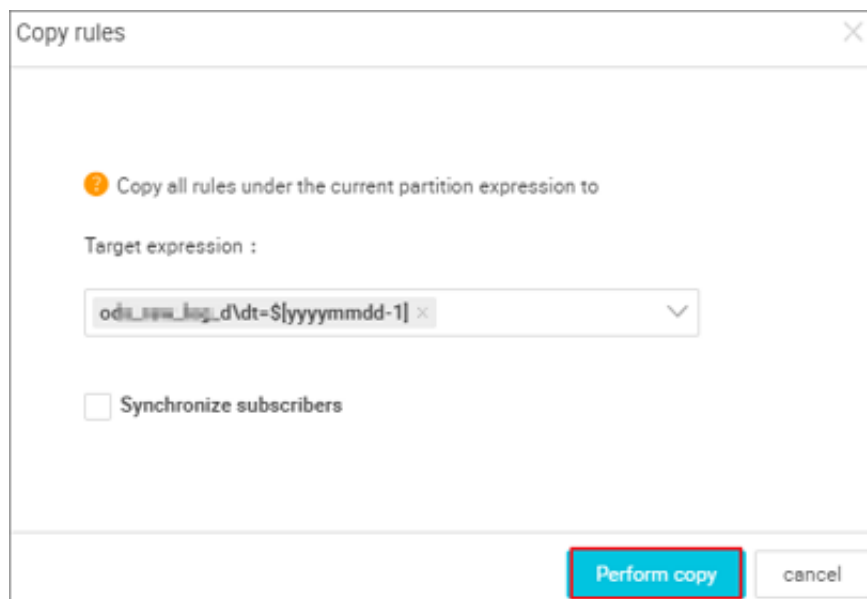 Copy rules
Copy all rules under the current partition expression to
Target expression :
_d\dt=$[yyyymmdd-1]
Synchronize subscribers
Perform copy
cancel